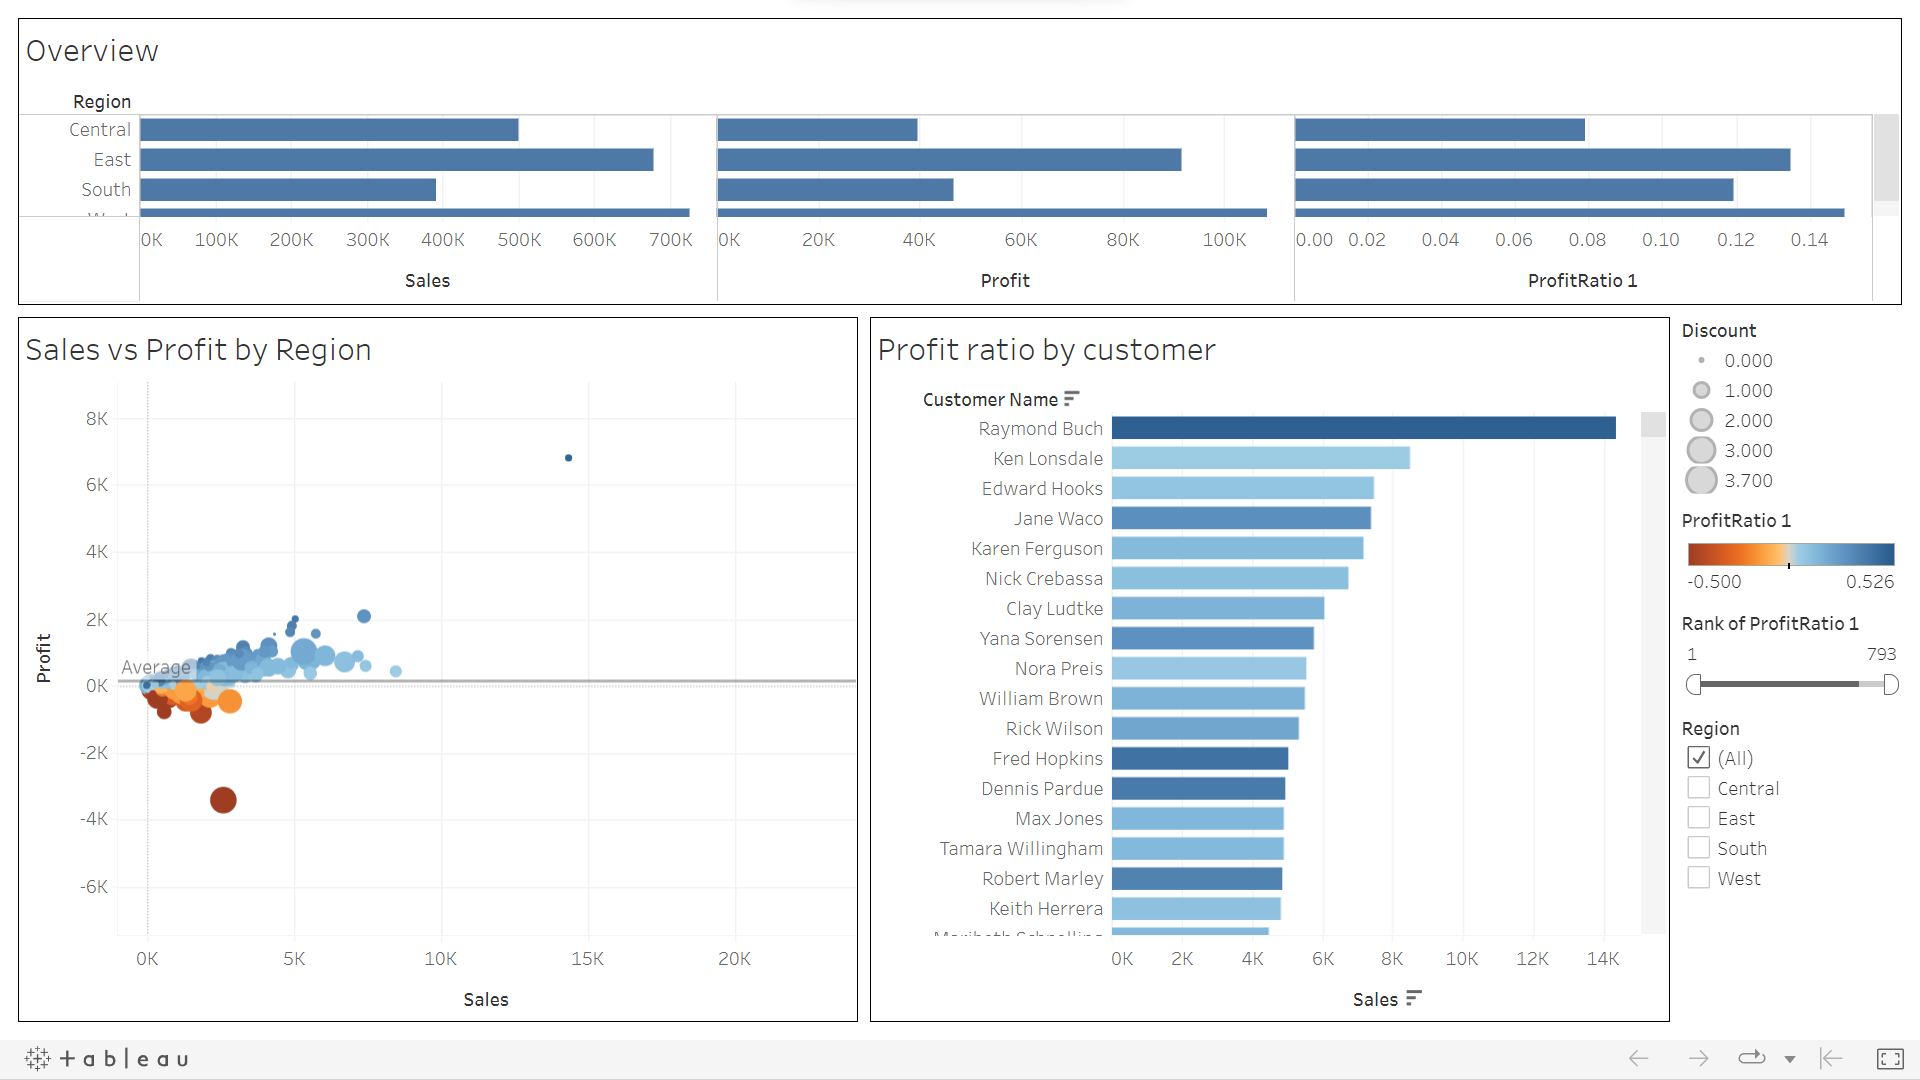 Overview
Region
Central
East
South
0K 100K 200K 300K 400K 500K 600K 700K
0K 20K 40K 60K 80K 100K
0.00 0.02 0.04 0.06 0.08 0.10 0.12 0.14
Sales
Profit
ProfitRatio 1
Sales vs Profit by Region
8K
6K
4K
2K
Average
0K
-2K
-4K
-6K
Profit
0K 5K 10K 15K 20K
Sales
Profit ratio by customer
Customer Name
Raymond Buch
Ken Lonsdale
Edward Hooks
Jane Waco
Karen Ferguson
Nick Crebassa
Clay Ludtke
Yana Sorensen
Nora Preis
William Brown
Rick Wilson
Fred Hopkins
Dennis Pardue
Max Jones
Tamara Willingham
Robert Marley
Keith Herrera
0K 2K 4K 6K 8K 10K 12K 14K
Sales
Discount
0.000
1.000
2.000
3.000
3.700
ProfitRatio 1
-0.500 0.526
Rank of ProfitRatio 1
1 793
Region
(All)
Central
East
South
West
+ableau